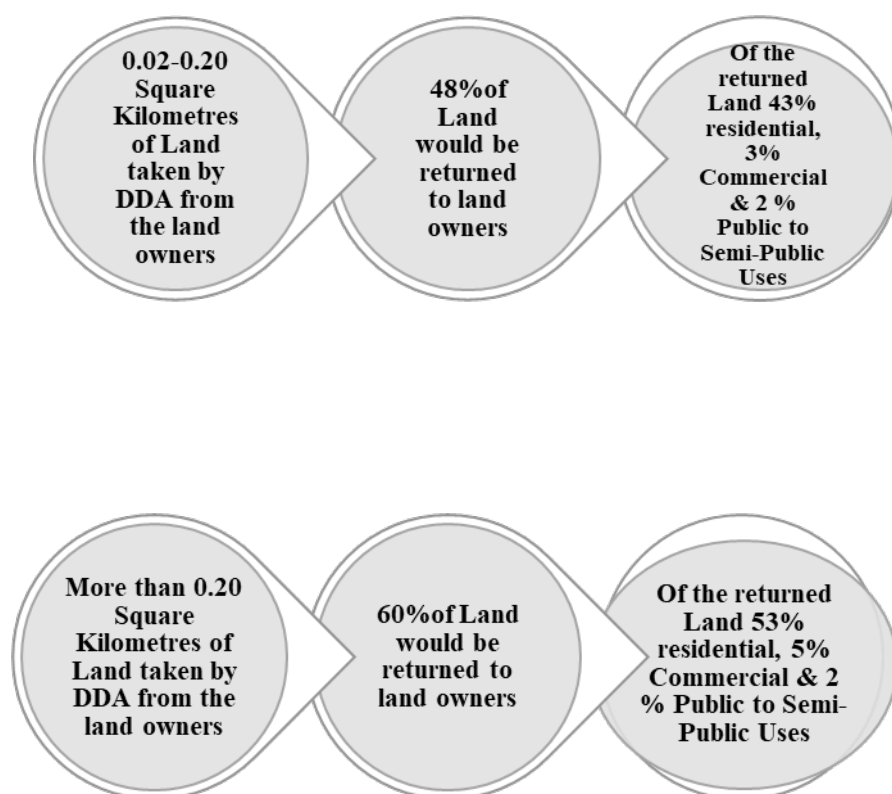 0.02-0.20
Square
Kilometres
of Land
taken by
DDA from
the land
owners
48%of
Land
would be
returned
to land
owners
Of the
returned
Land 43%
residential,
3%
Commercial
& 2 %
Public to
Semi-Public
Uses
More than 0.20
Square
Kilometres of
Land taken by
DDA from the
land owners
60%of Land
would be
returned to
land owners
Of the returned
Land 53%
residential, 5%
Commercial & 2
% Public to Semi-
Public Uses